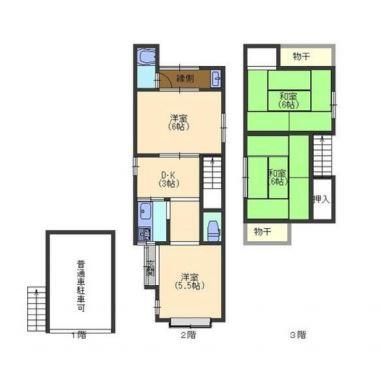 物干
縁側
和室
(6帖)
洋室
(6帖)
D·K
(3帖)
和室
(6帖)
押入
物干
普通車駐車可
洋室
(5.5帖)
1階
2階
3階